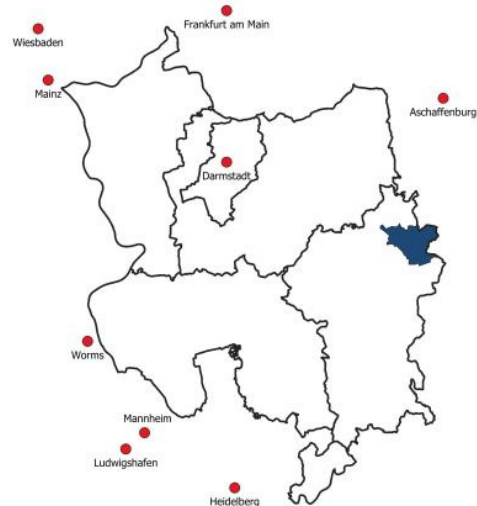 Frankfurt am Main
Wiesbaden
Mainz
Aschaffenburg
Darmstadt
Worms
Mannheim
Ludwigshafen
Heidelberg